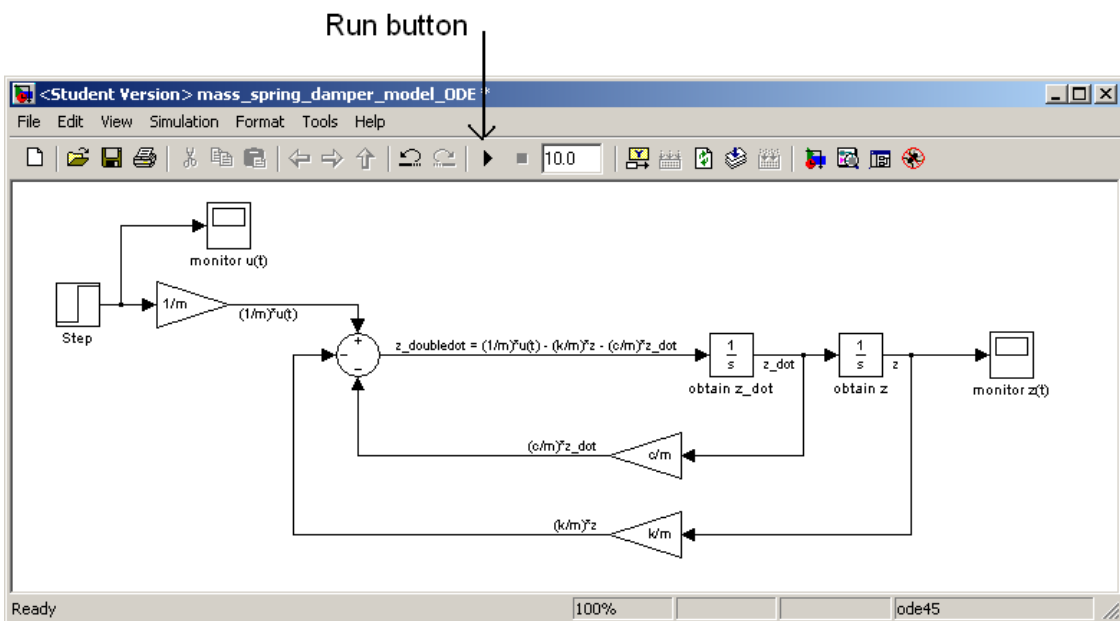 Run button
<Student Version> mass_spring_damper_model_ODE *
File Edit View Simulation Format Tools Help
10.0
monitor u(t)
1/m
(1/m)*u(t)
Step
+
−
−
z_doubledot = (1/m)*u(t) - (k/m)*z - (c/m)*z_dot
1
s
z_dot
obtain z_dot
1
s
z
obtain z
monitor z(t)
(c/m)*z_dot
c/m
(k/m)*z
k/m
Ready 100% ode45